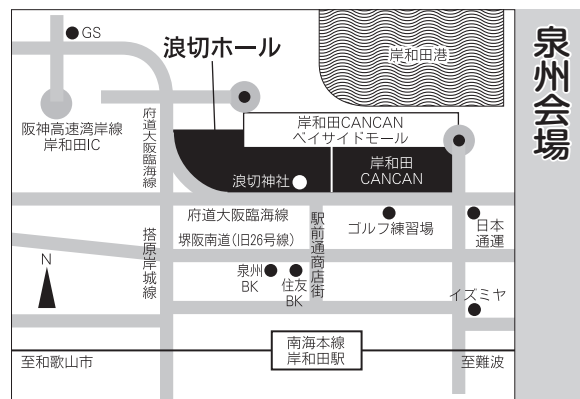 泉州会場
GS
浪切ホール
岸和田港
阪神高速湾岸線
岸和田IC
府道大阪臨海線
岸和田CANCAN
ベイサイドモール
岸和田
CANCAN
浪切神社
府道大阪臨海線
堺阪南道(旧26号線)
塔原岸城線
駅前通商店街
ゴルフ練習場
日本
通運
N
泉州
BK
住友
BK
イズミヤ
南海本線
岸和田駅
至和歌山市
至難波